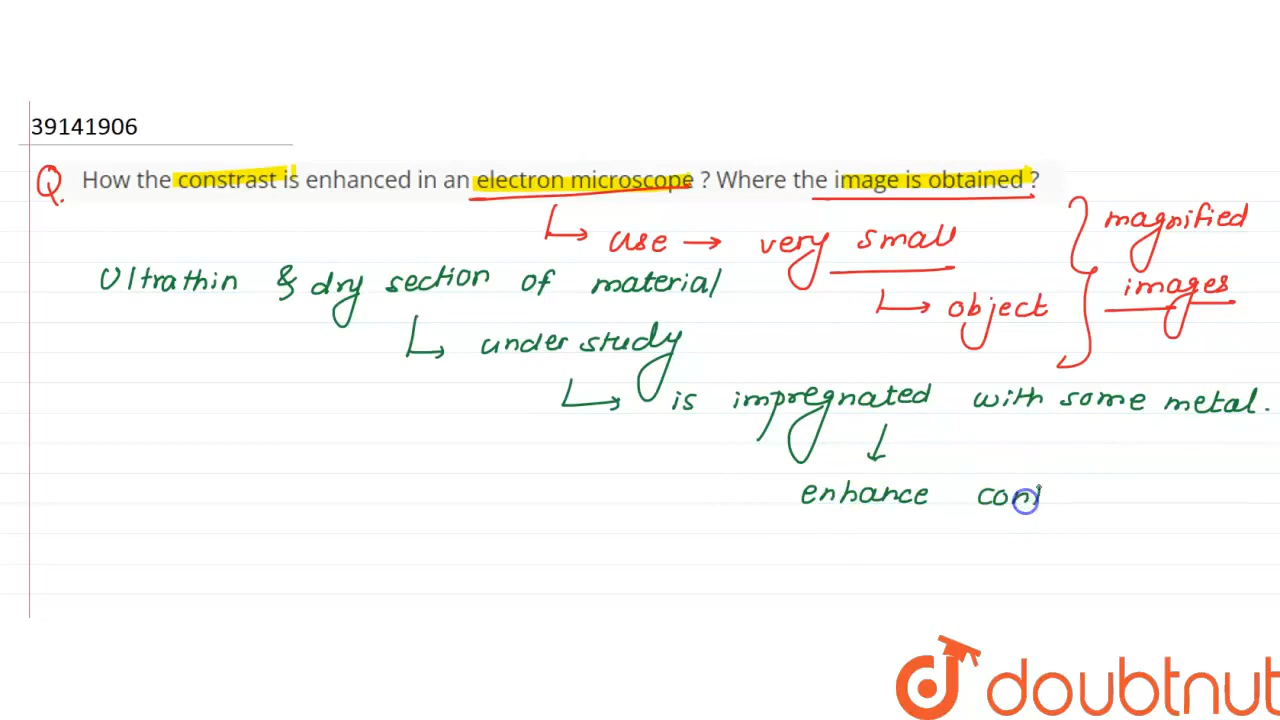 39141906
Q. How the constrast is enhanced in an electron microscope ? Where the image is obtained ?
use → very small
magnified
Ultrathin & dry section of material
object
images
under study
is impregnated with some metal.
enhance con
doubtnut